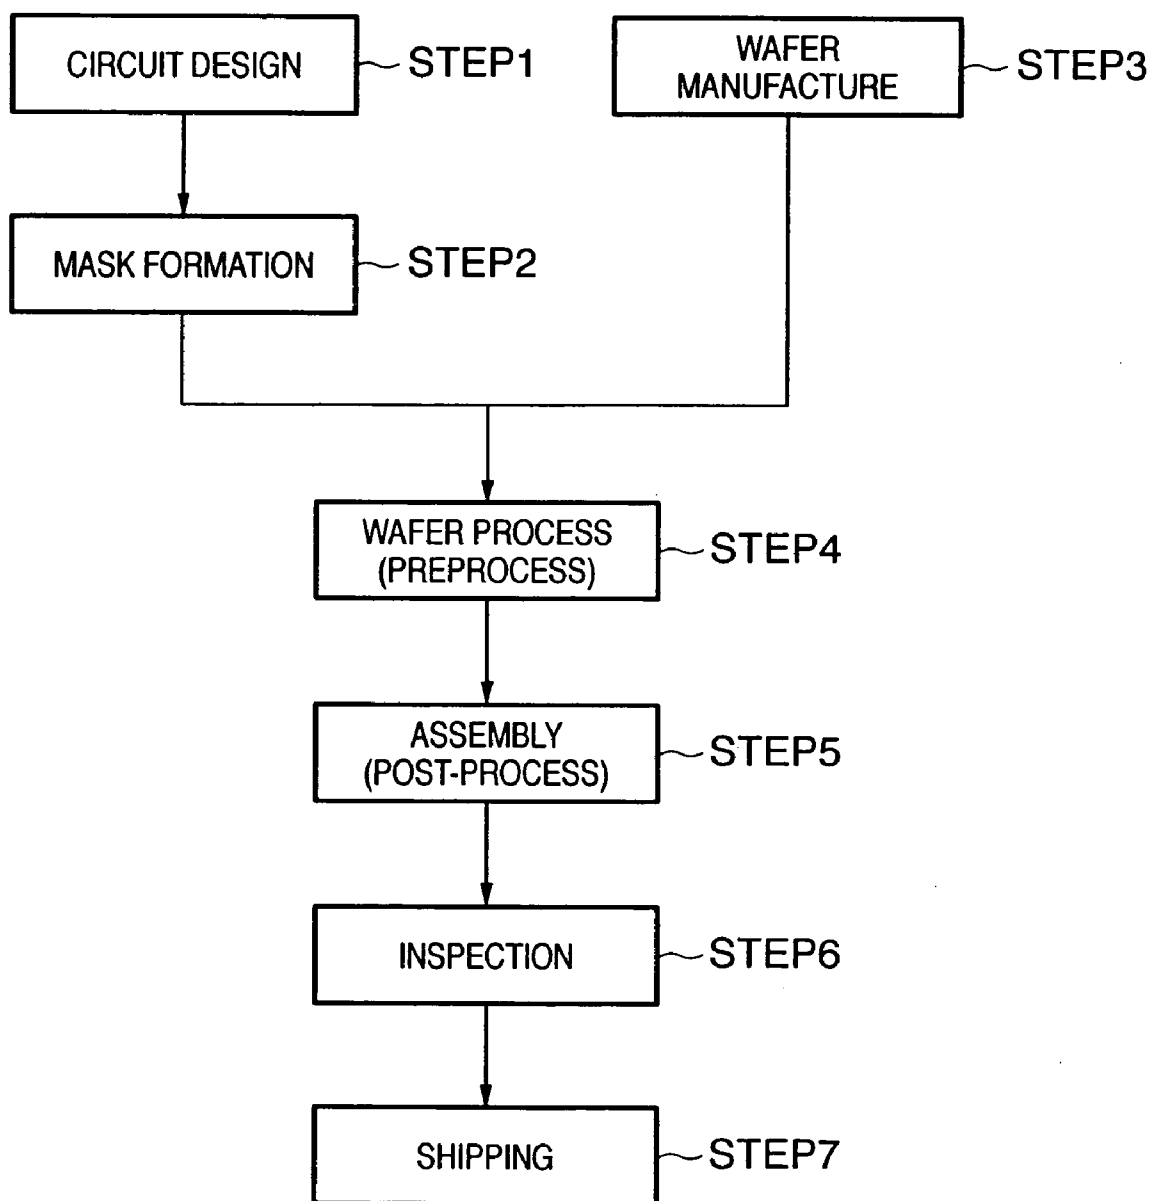 CIRCUIT DESIGN
STEP1
WAFER
MANUFACTURE
STEP3
MASK FORMATION
STEP2
WAFER PROCESS
(PREPROCESS)
STEP4
ASSEMBLY
(POST-PROCESS)
STEP5
INSPECTION
STEP6
SHIPPING
STEP7